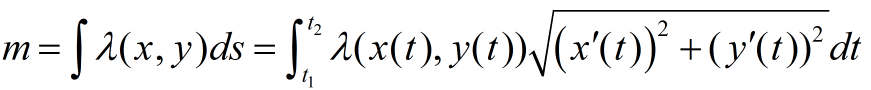 m = ∫ λ(x, y)ds = ∫_{t₁}^{t₂} λ(x(t), y(t))√((x′(t))² + (y′(t))²) dt